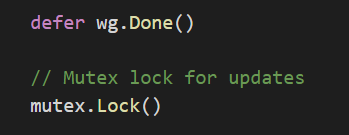 defer wg.Done()
// Mutex lock for updates
mutex.Lock()